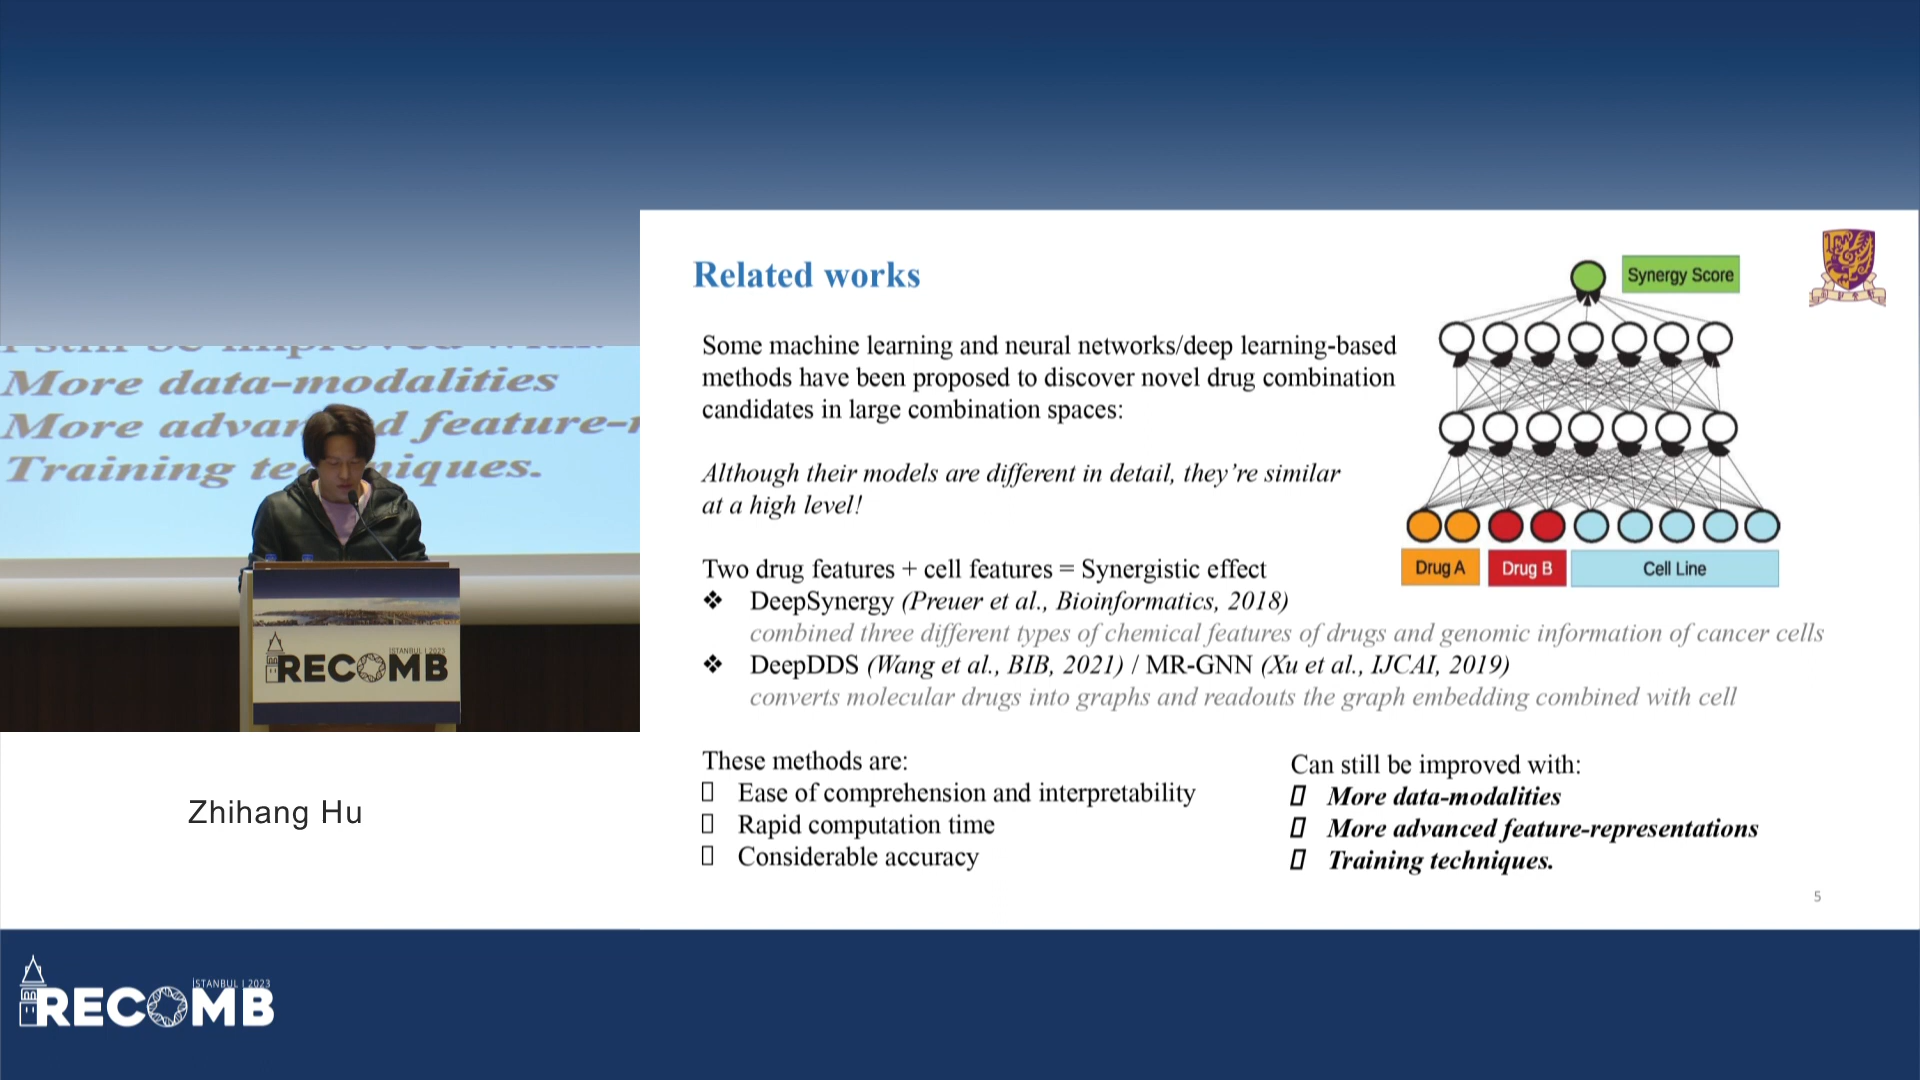 Related works
Synergy Score
Some machine learning and neural networks/deep learning-based
methods have been proposed to discover novel drug combination
candidates in large combination spaces:
Although their models are different in detail, they’re similar
at a high level!
Drug A
Drug B
Cell Line
Two drug features + cell features = Synergistic effect
❖ DeepSynergy (Preuer et al., Bioinformatics, 2018)
combined three different types of chemical features of drugs and genomic information of cancer cells
❖ DeepDDS (Wang et al., BIB, 2021) / MR-GNN (Xu et al., IJCAI, 2019)
converts molecular drugs into graphs and readouts the graph embedding combined with cell
These methods are:
Ease of comprehension and interpretability
Rapid computation time
Considerable accuracy
Can still be improved with:
More data-modalities
More advanced feature-representations
Training techniques.
5
More data-modalities
More feature-
Training techniques.
ISTANBUL | 2023
RECOMB
Zhihang Hu
İSTANBUL | 2023
RECOMB